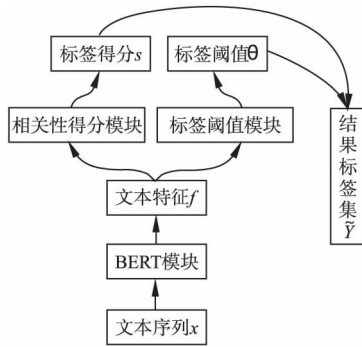 标签得分s
标签阈值θ
相关性得分模块
标签阈值模块
文本特征f
BERT模块
文本序列x
结果标签集Ỹ